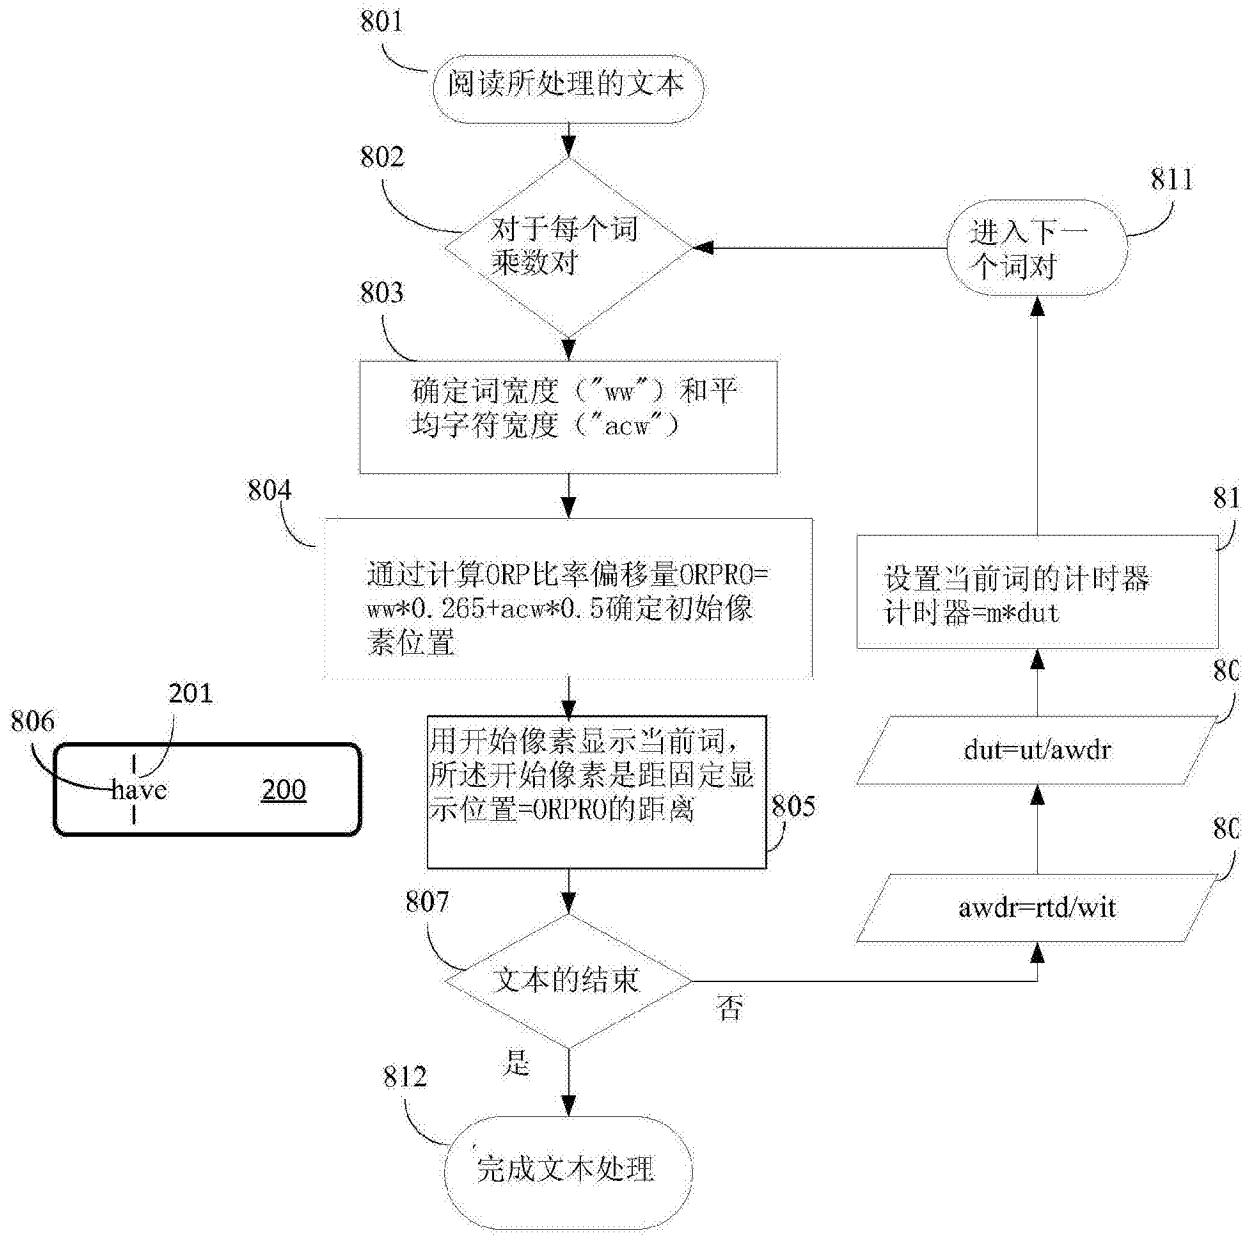 801
阅读所处理的文本
802
对于每个词
乘数对
811
进入下一
个词对
803
确定词宽度（"ww"）和平
均字符宽度（"acw"）
804
通过计算ORP比率偏移量ORPRO=
ww*0.265+acw*0.5确定初始像
素位置
81
设置当前词的计时器
计时器=m*dut
80
dut=ut/awdr
806
201
have
200
用开始像素显示当前词，
所述开始像素是距固定显
示位置=ORPRO的距离
805
80
awdr=rtd/wit
807
文本的结束
否
是
812
完成文木处理